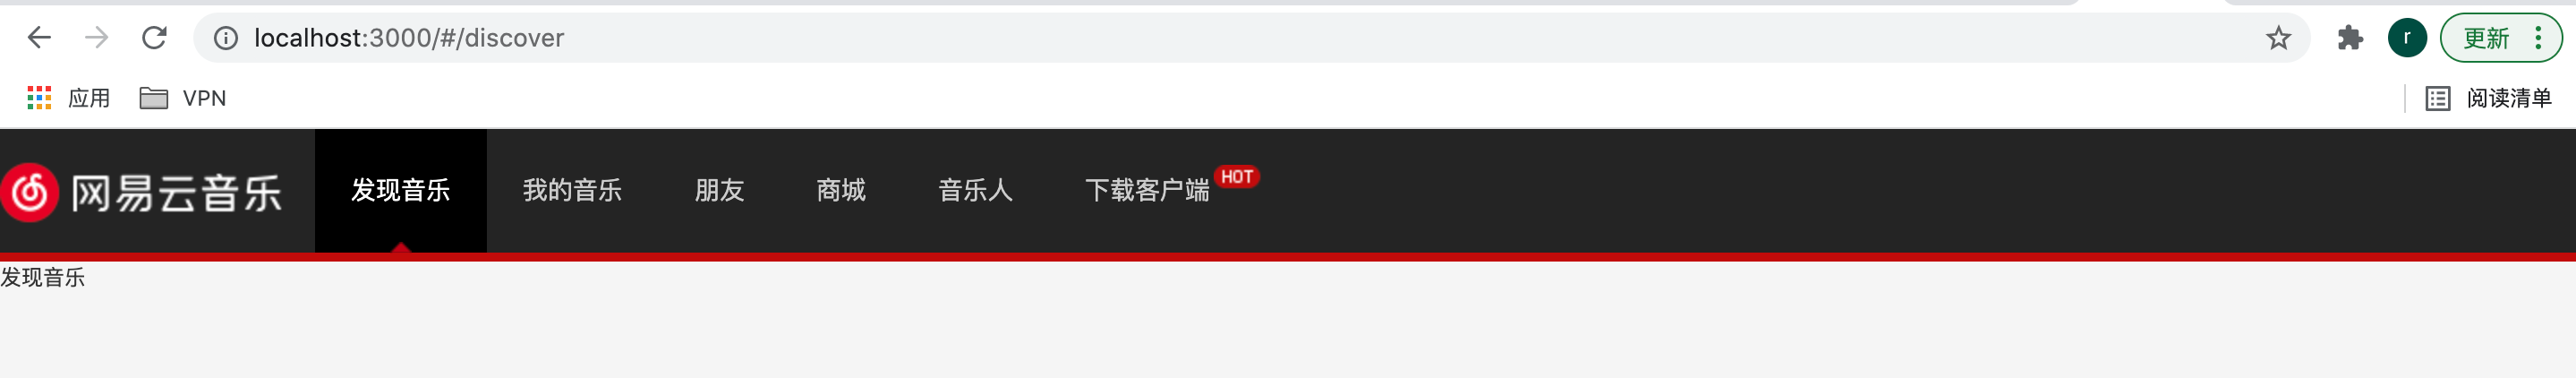 localhost:3000/#/discover
r
更新
应用
VPN
阅读清单
网易云音乐
发现音乐
我的音乐
朋友
商城
音乐人
下载客户端
HOT
发现音乐